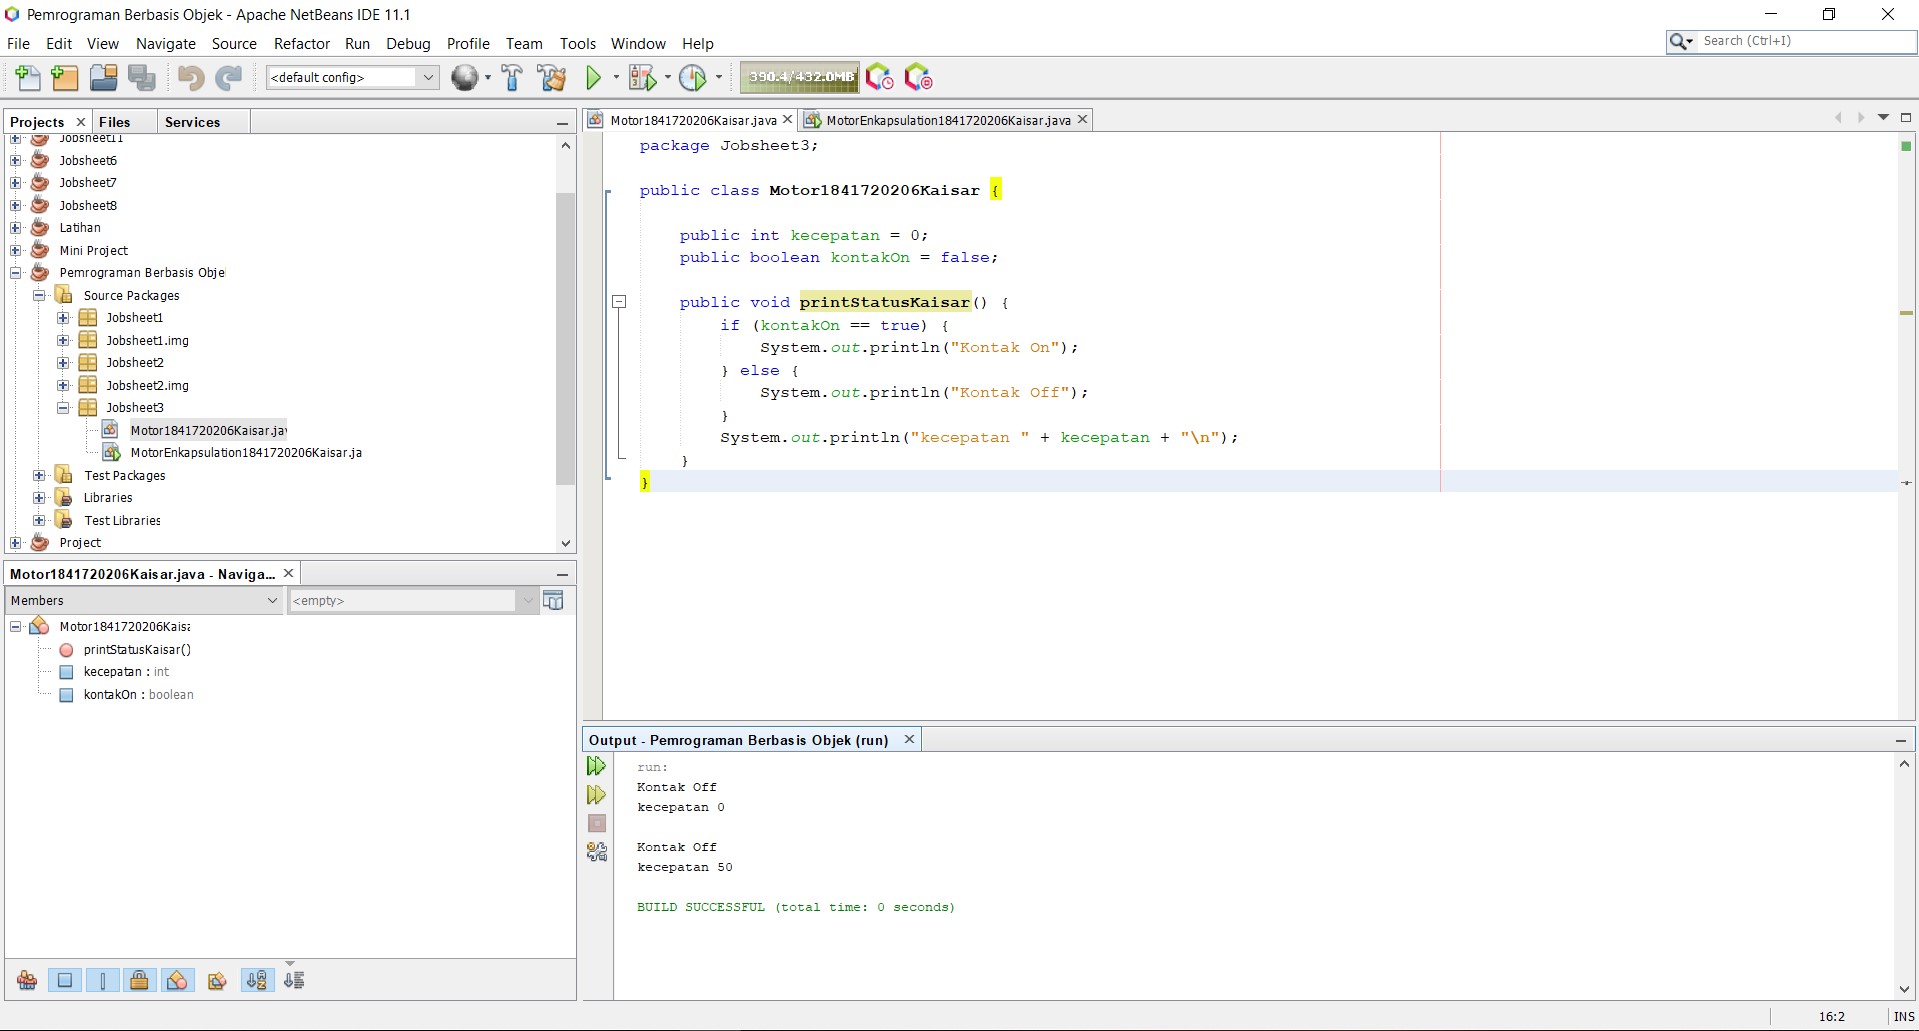 Pemrograman Berbasis Objek - Apache NetBeans IDE 11.1
File Edit View Navigate Source Refactor Run Debug Profile Team Tools Window Help
Search (Ctrl+I)
<default config>
390.4/432.0MB
Projects Files Services
Jobsheet11
Jobsheet6
Jobsheet7
Jobsheet8
Latihan
Mini Project
Pemrograman Berbasis Obje
Source Packages
Jobsheet1
Jobsheet1.img
Jobsheet2
Jobsheet2.img
Jobsheet3
Motor1841720206Kaisar.ja
MotorEnkapsulation1841720206Kaisar.ja
Test Packages
Libraries
Test Libraries
Project
Motor1841720206Kaisar.java - Naviga...
Members
<empty>
Motor1841720206Kaisa
printStatusKaisar()
kecepatan : int
kontakOn : boolean
Motor1841720206Kaisar.java MotorEnkapsulation1841720206Kaisar.java
package Jobsheet3;
public class Motor1841720206Kaisar {
public int kecepatan = 0;
public boolean kontakOn = false;
public void printStatusKaisar() {
if (kontakOn == true) {
System.out.println("Kontak On");
} else {
System.out.println("Kontak Off");
}
System.out.println("kecepatan " + kecepatan + "\n");
}
}
Output - Pemrograman Berbasis Objek (run)
run:
Kontak Off
kecepatan 0
Kontak Off
kecepatan 50
BUILD SUCCESSFUL (total time: 0 seconds)
16:2 INS